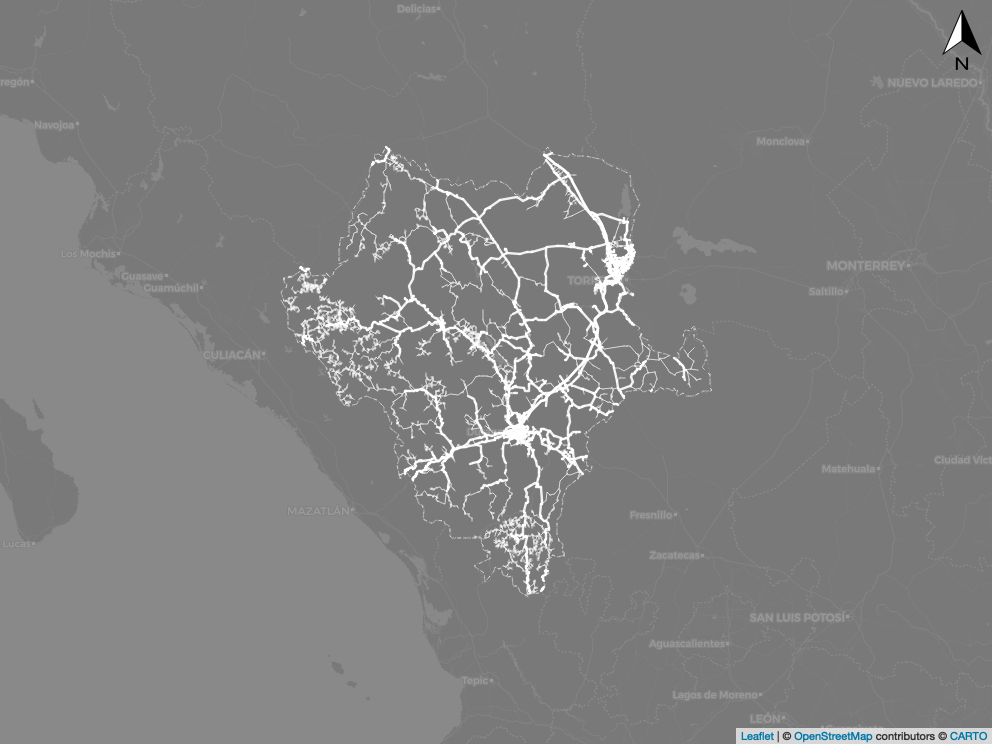 Delicias
N
regón
NUEVO LAREDO
Navojoa
Monclova
Los Mochis
MONTERREY
Guasave
Guamúchil
Saltillo
CULIACÁN
Ciudad Vict
Matehuala
MAZATLÁN
Fresnillo
Lucas
Zacatecas
SAN LUIS POTOSÍ
Aguascalientes
Tepic
Lagos de Moreno
LEÓN
Leaflet | © OpenStreetMap contributors © CARTO